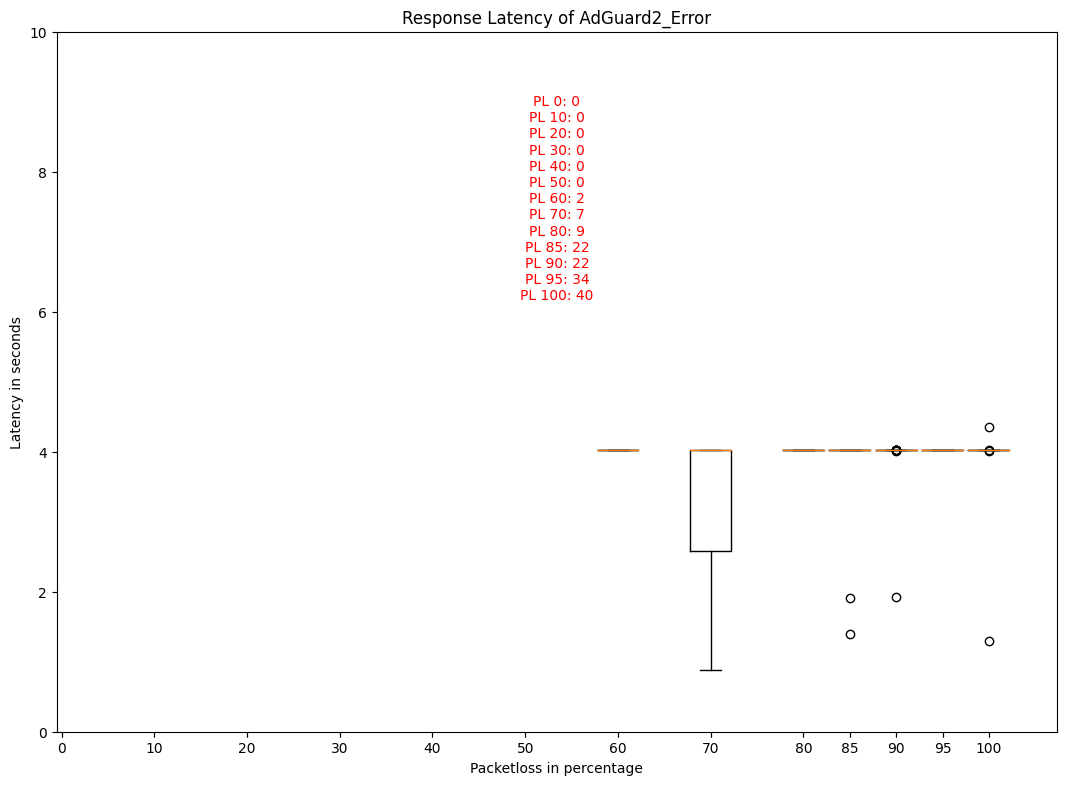 Response Latency of AdGuard2_Error
10
8
6
4
2
0
Latency in seconds
PL 0: 0
PL 10: 0
PL 20: 0
PL 30: 0
PL 40: 0
PL 50: 0
PL 60: 2
PL 70: 7
PL 80: 9
PL 85: 22
PL 90: 22
PL 95: 34
PL 100: 40
0 10 20 30 40 50 60 70 80 85 90 95 100
Packetloss in percentage